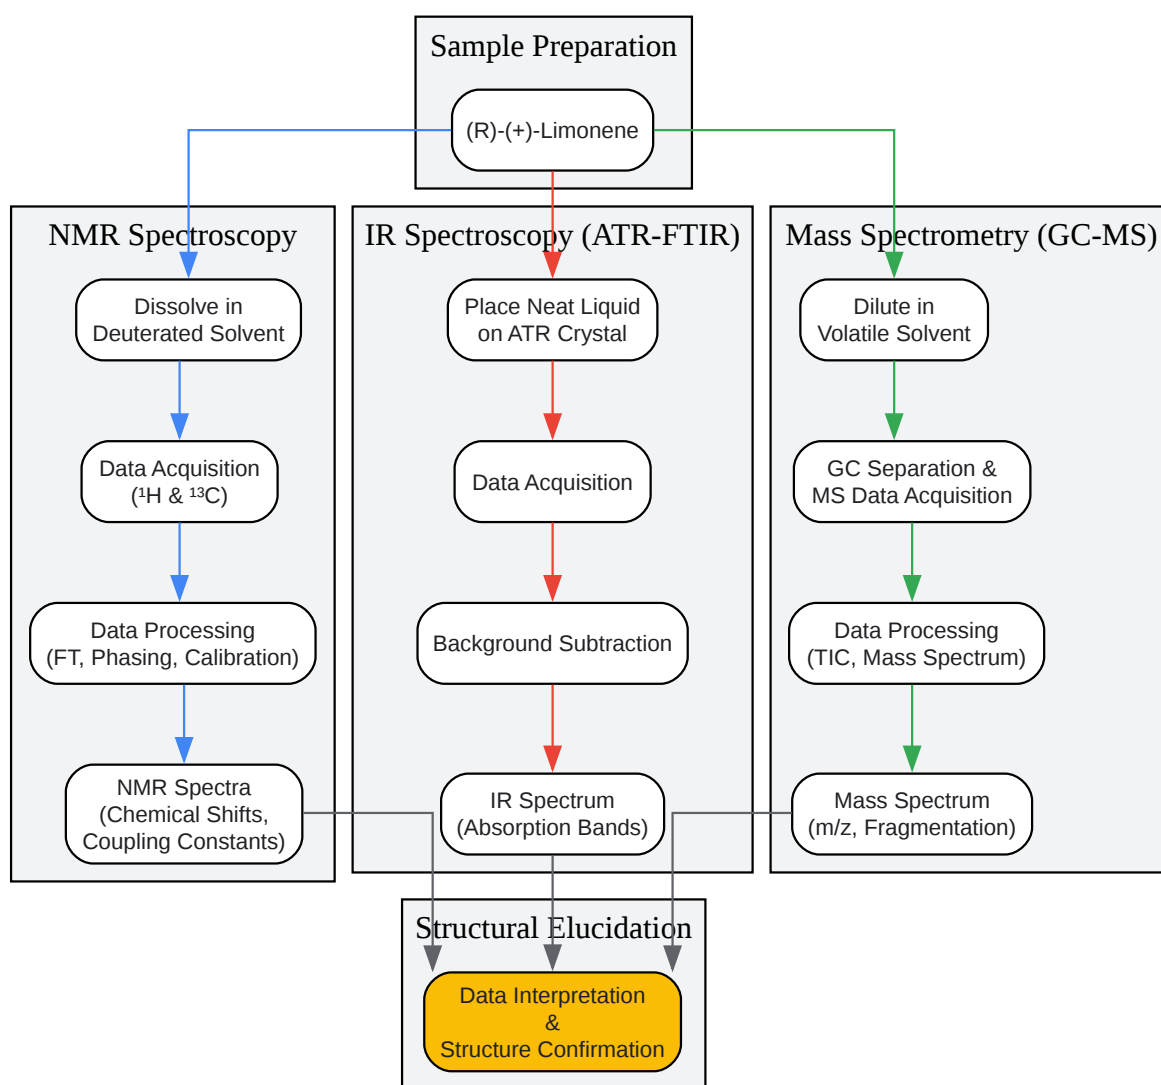 Sample Preparation
(R)-(+)-Limonene
NMR Spectroscopy
Dissolve in
Deuterated Solvent
Data Acquisition
(¹H & ¹³C)
Data Processing
(FT, Phasing, Calibration)
NMR Spectra
(Chemical Shifts,
Coupling Constants)
IR Spectroscopy (ATR-FTIR)
Place Neat Liquid
on ATR Crystal
Data Acquisition
Background Subtraction
IR Spectrum
(Absorption Bands)
Mass Spectrometry (GC-MS)
Dilute in
Volatile Solvent
GC Separation &
MS Data Acquisition
Data Processing
(TIC, Mass Spectrum)
Mass Spectrum
(m/z, Fragmentation)
Structural Elucidation
Data Interpretation
&
Structure Confirmation